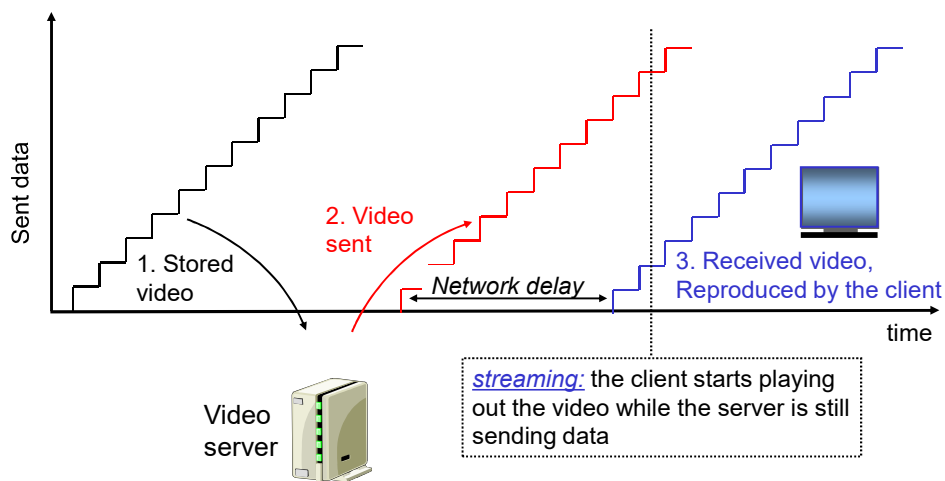 Sent data
1. Stored
video
2. Video
sent
Network delay
3. Received video,
Reproduced by the client
time
streaming: the client starts playing
out the video while the server is still
sending data
Video
server